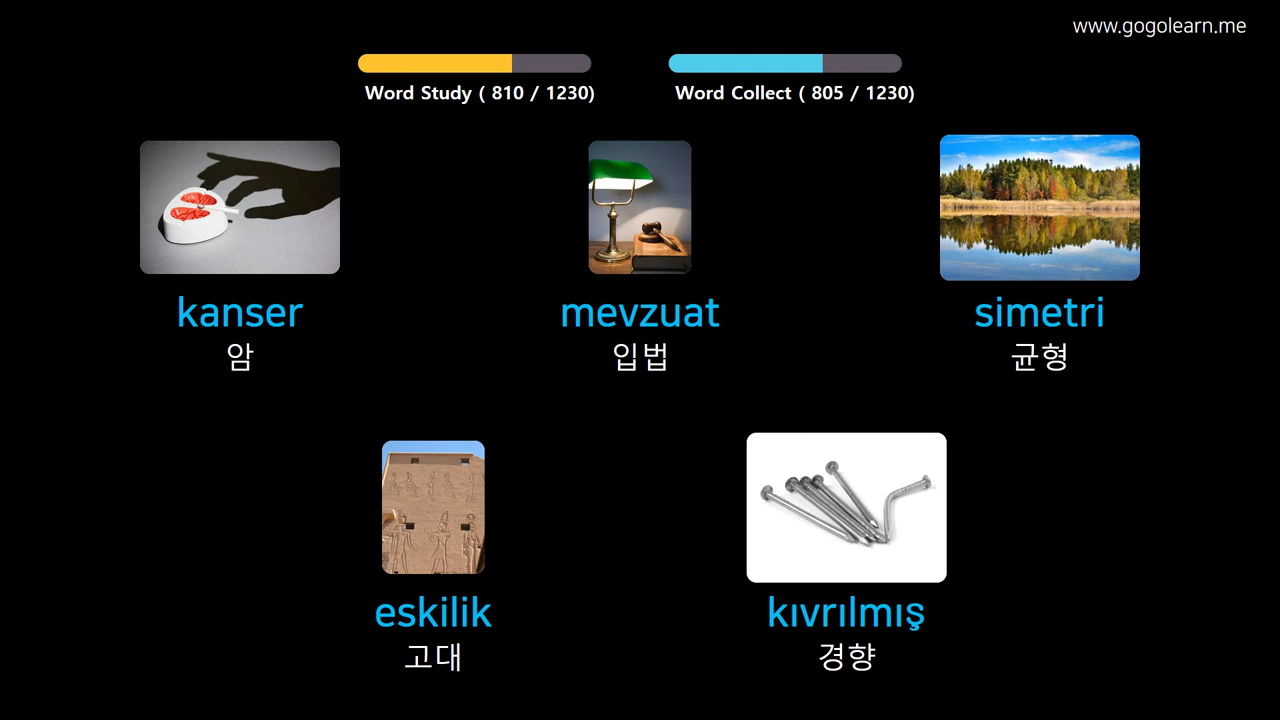 www.gogolearn.me
Word Study ( 810 / 1230)
Word Collect ( 805 / 1230)
kanser
암
mevzuat
입법
simetri
균형
eskilik
고대
kıvrılmış
경향